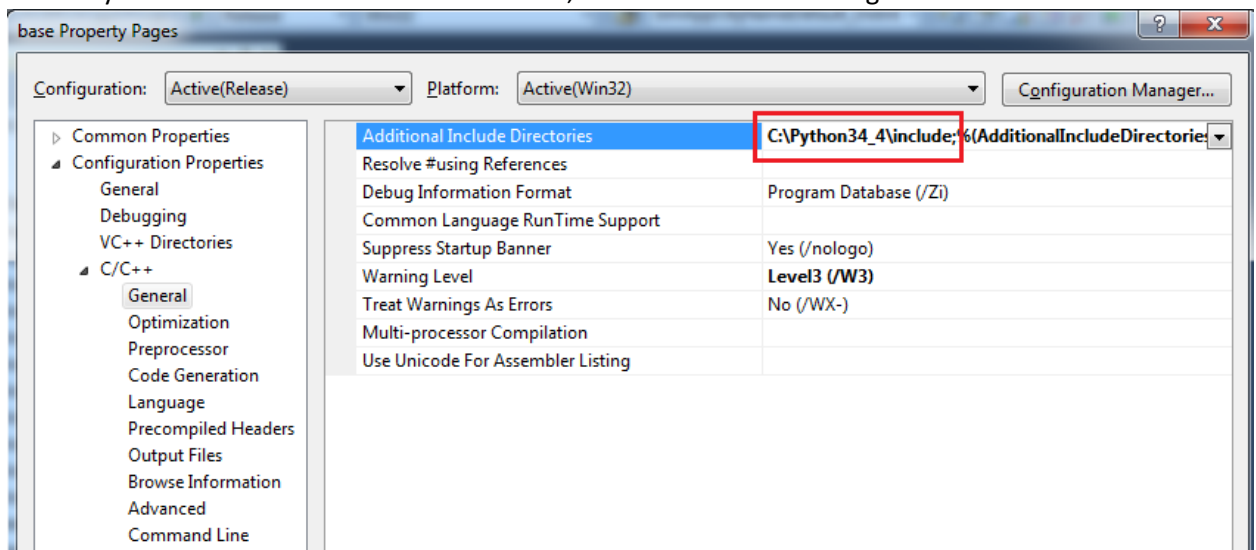 base Property Pages
?
X
Configuration: Active(Release) Platform: Active(Win32) Configuration Manager...
Common Properties
Configuration Properties
General
Debugging
VC++ Directories
C/C++
General
Optimization
Preprocessor
Code Generation
Language
Precompiled Headers
Output Files
Browse Information
Advanced
Command Line
Additional Include Directories C:\Python34_4\include;%(AdditionalIncludeDirectories
Resolve #using References
Debug Information Format Program Database (/Zi)
Common Language RunTime Support
Suppress Startup Banner Yes (/nologo)
Warning Level Level3 (/W3)
Treat Warnings As Errors No (/WX-)
Multi-processor Compilation
Use Unicode For Assembler Listing